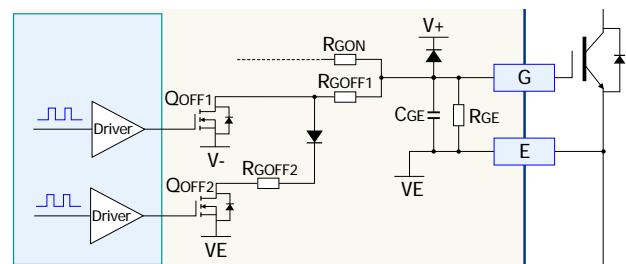 V+
RGON
G
QOFF1
RGOFF1
Driver
CGE
RGE
V-
E
RGOFF2
QOFF2
VE
Driver
VE